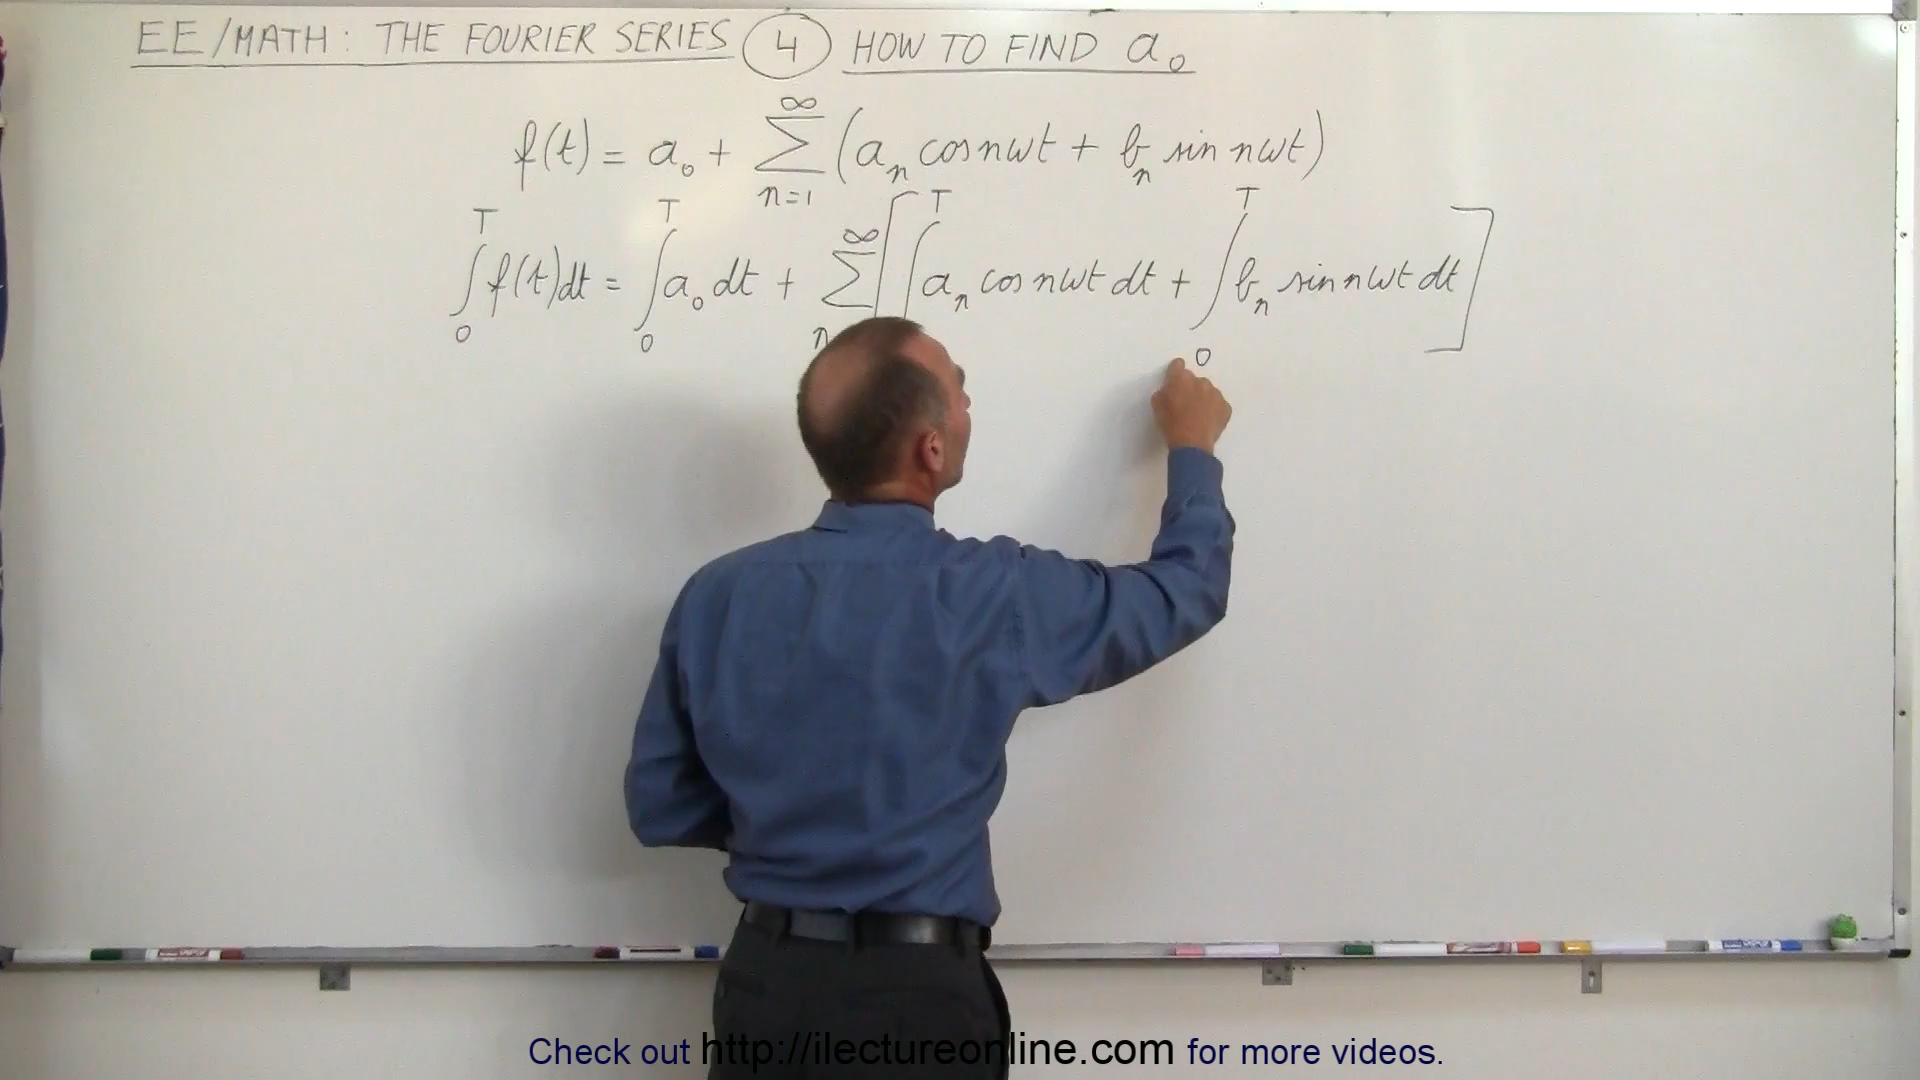 EE/MATH: THE FOURIER SERIES 4 HOW TO FIND a₀
f(t) = a₀ + ∑_{n=1}^{∞} (aₙ cos nωt + bₙ sin nωt)
∫₀ᵀ f(t)dt = ∫₀ᵀ a₀ dt + ∑_{n}^{∞} [∫ᵀ aₙ cos nωt dt + ∫₀ᵀ bₙ sin nωt dt]
Check out http://ilectureonline.com for more videos.